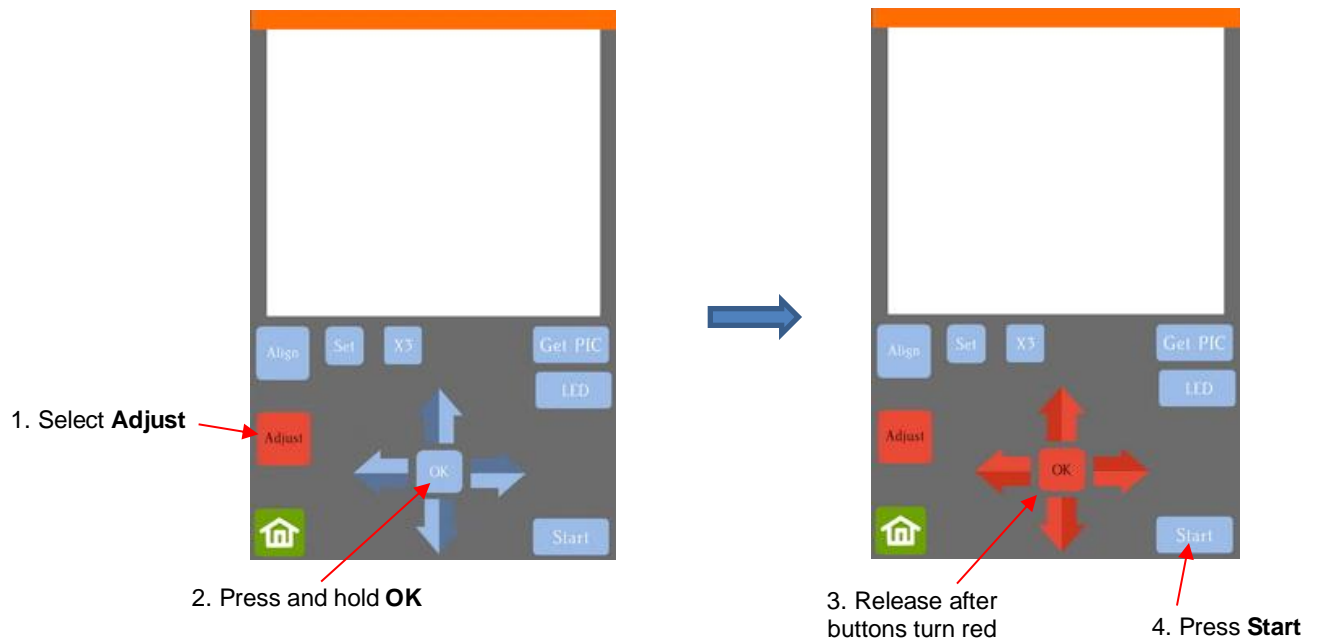 Align
Set
X3
Get PIC
LED
1. Select Adjust
Adjust
OK
Start
2. Press and hold OK
Align
Set
X3
Get PIC
LED
Adjust
OK
Start
3. Release after
buttons turn red
4. Press Start